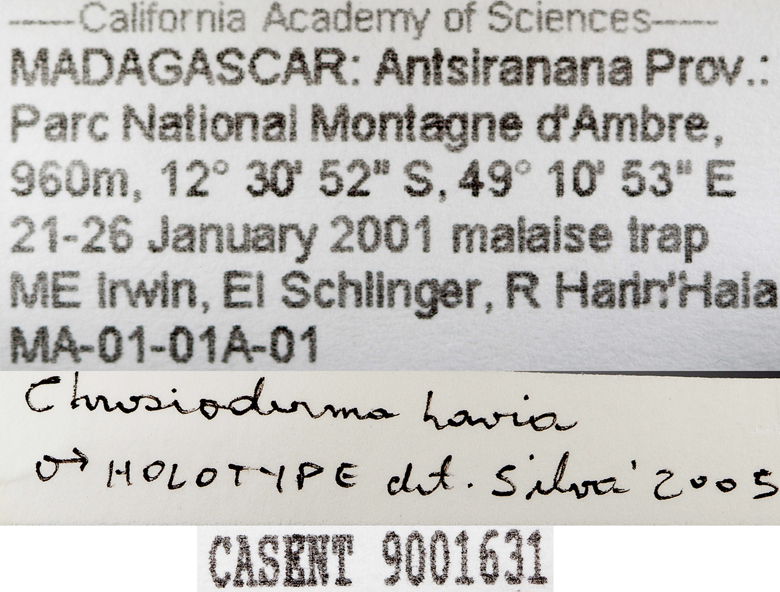 -----California Academy of Sciences-----
MADAGASCAR: Antsiranana Prov.:
Parc National Montagne d'Ambre,
960m, 12° 30' 52" S, 49° 10' 53" E
21-26 January 2001 malaise trap
ME Irwin, EI Schlinger, R Harin'Hala
MA-01-01A-01
Chrosioderma havia
♂ HOLOTYPE det. Silva' 2005
CASENT 9001631